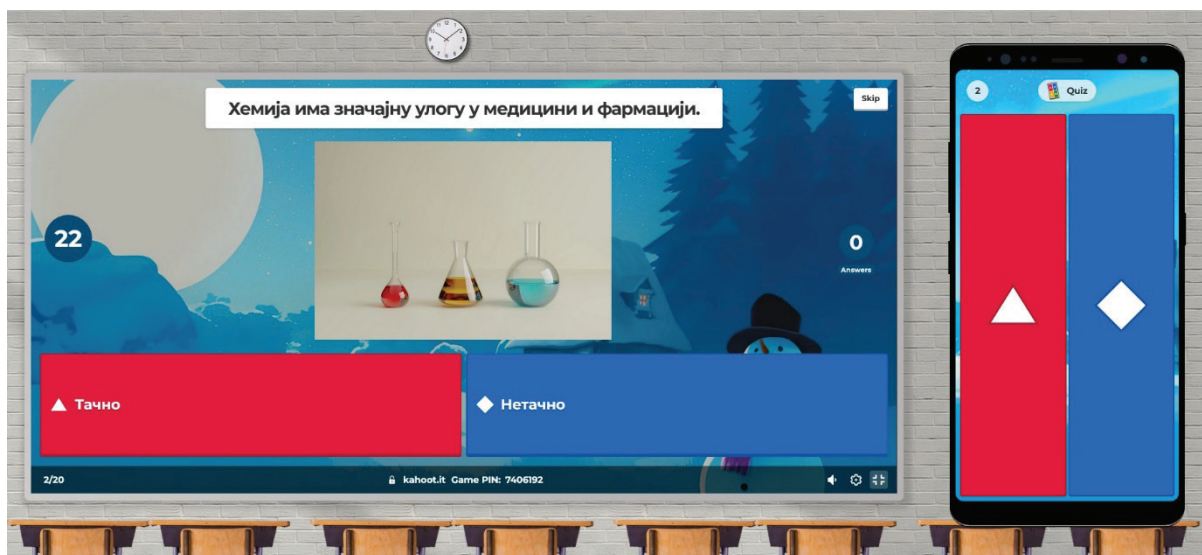 Хемија има значајну улогу у медицини и фармацији.
Skip
22
0
Answers
Тачно
Нетачно
2/20
kahoot.it Game PIN: 7406192
2
Quiz